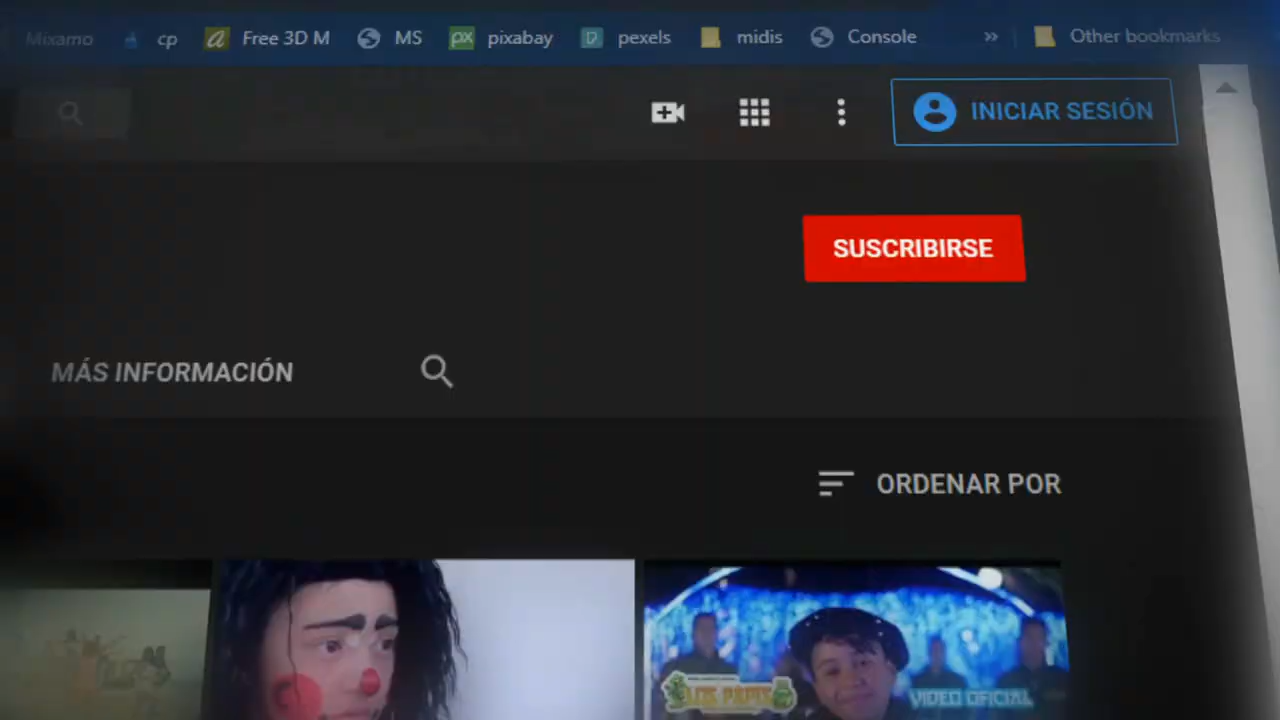 Mixamo cp a Free 3D M MS px pixabay pexels midis Console » Other bookmarks
INICIAR SESIÓN
SUSCRIBIRSE
MÁS INFORMACIÓN
ORDENAR POR
VIDEO OFICIAL